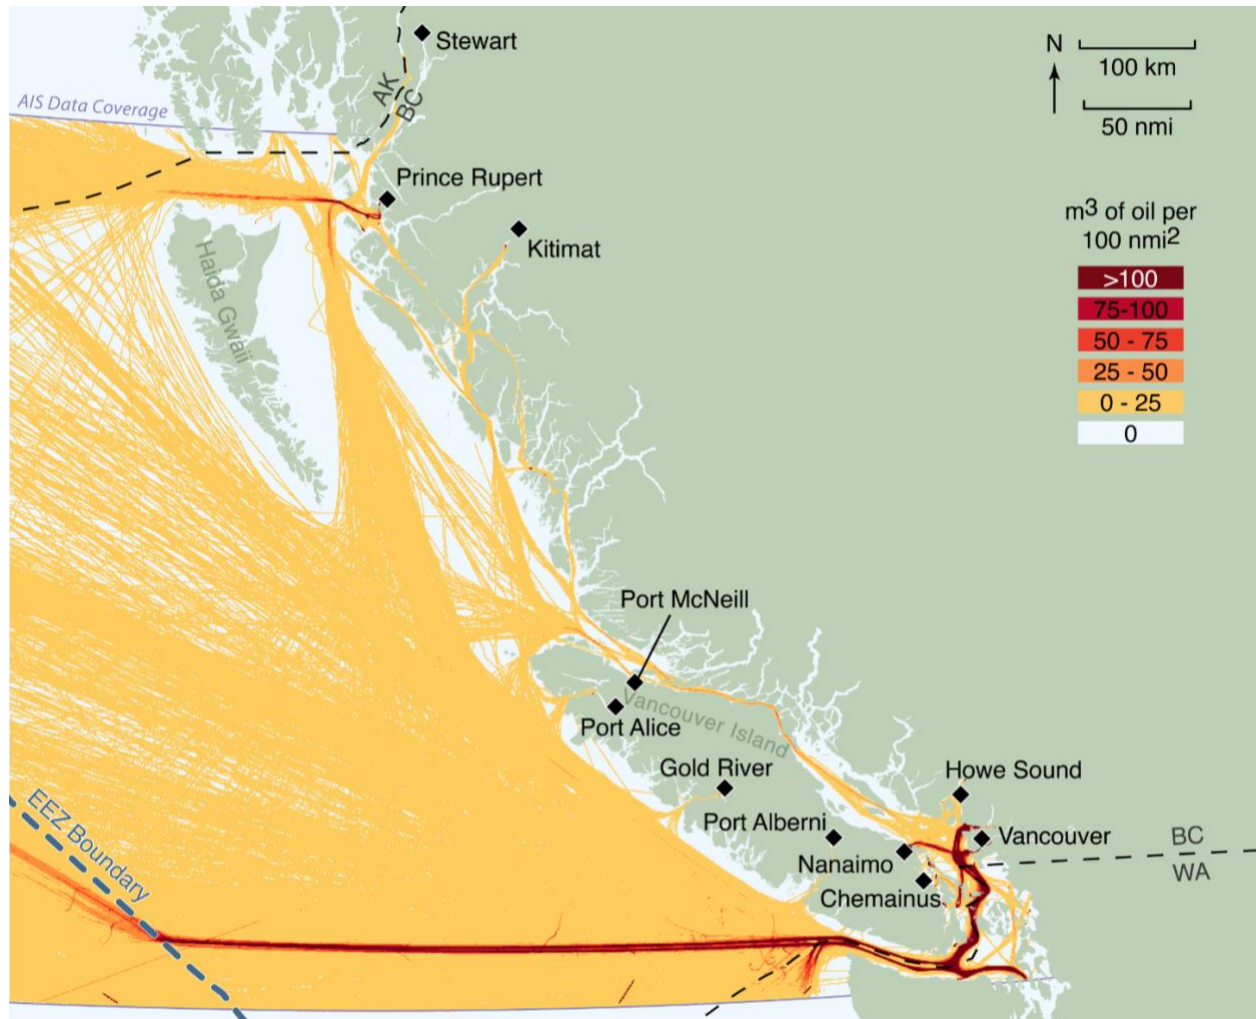 Stewart
N
100 km
50 nmi
AIS Data Coverage
AK
BC
Prince Rupert
Kitimat
Haida Gwaii
m3 of oil per
100 nmi2
>100
75-100
50 - 75
25 - 50
0 - 25
0
Port McNeill
Vancouver Island
Port Alice
Gold River
Howe Sound
Port Alberni
Vancouver
BC
WA
Nanaimo
Chemainus
EEZ Boundary